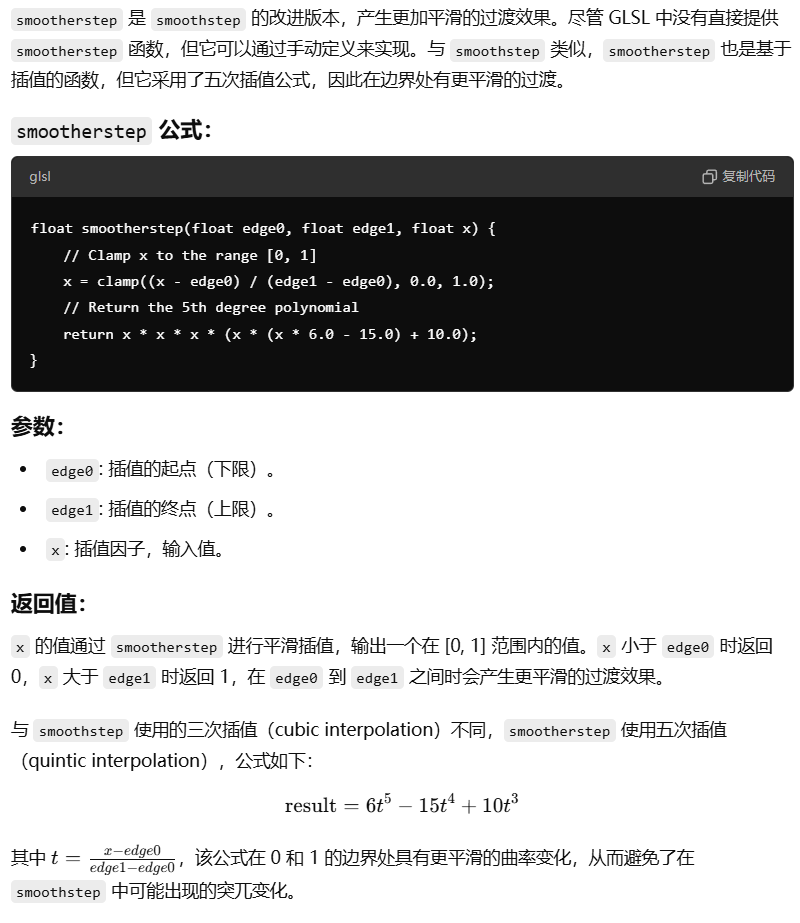 smootherstep 是 smoothstep 的改进版本，产生更加平滑的过渡效果。尽管 GLSL 中没有直接提供
smootherstep 函数，但它可以通过手动定义来实现。与 smoothstep 类似，smootherstep 也是基于
插值的函数，但它采用了五次插值公式，因此在边界处有更平滑的过渡。
smootherstep 公式：
glsl
复制代码
float smootherstep(float edge0, float edge1, float x) {
    // Clamp x to the range [0, 1]
    x = clamp((x - edge0) / (edge1 - edge0), 0.0, 1.0);
    // Return the 5th degree polynomial
    return x * x * x * (x * (x * 6.0 - 15.0) + 10.0);
}
参数：
• edge0: 插值的起点（下限）。
• edge1: 插值的终点（上限）。
• x: 插值因子，输入值。
返回值：
x 的值通过 smootherstep 进行平滑插值，输出一个在 [0, 1] 范围内的值。x 小于 edge0 时返回
0，x 大于 edge1 时返回 1，在 edge0 到 edge1 之间时会产生更平滑的过渡效果。
与 smoothstep 使用的三次插值（cubic interpolation）不同，smootherstep 使用五次插值
（quintic interpolation），公式如下：
result = 6t⁵ − 15t⁴ + 10t³
其中 t = (x−edge0)/(edge1−edge0)，该公式在 0 和 1 的边界处具有更平滑的曲率变化，从而避免了在
smoothstep 中可能出现的突兀变化。